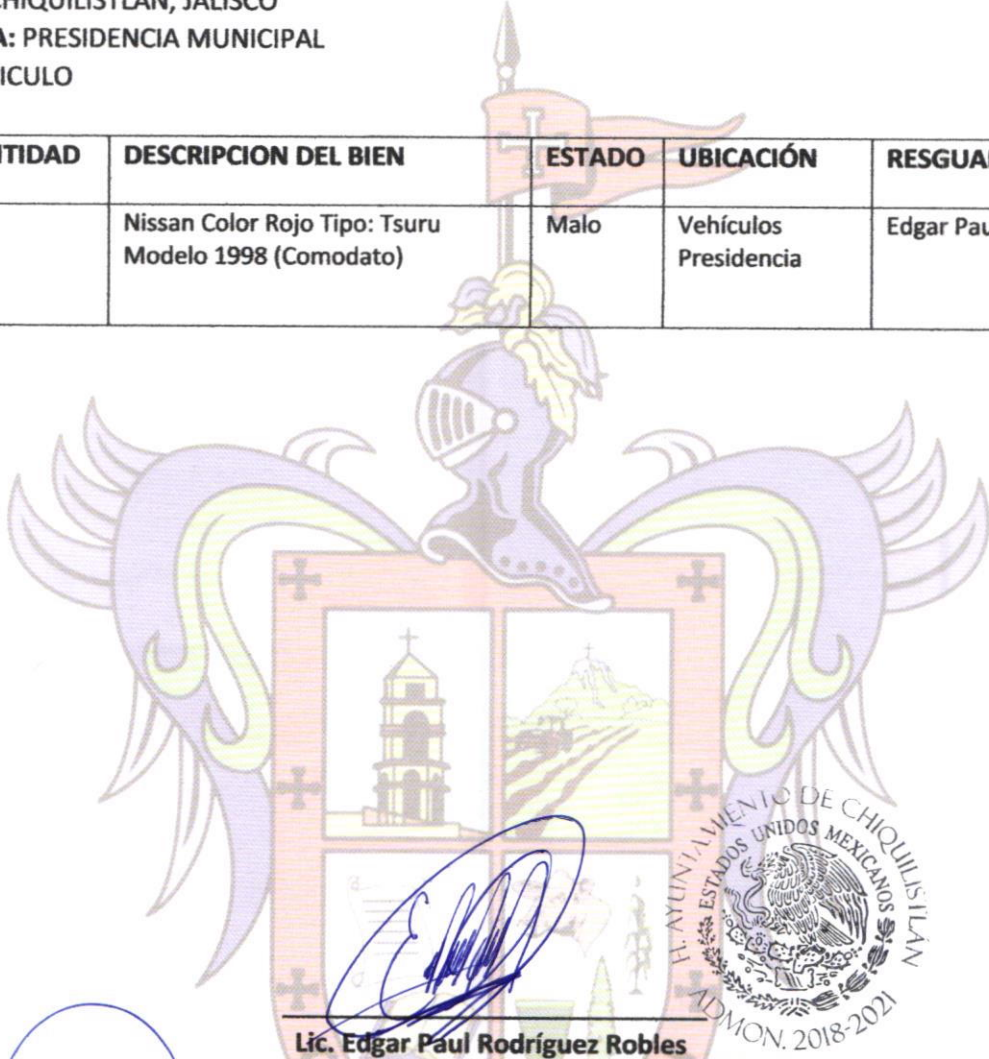 CHIQUILISTLAN, JALISCO
A: PRESIDENCIA MUNICIPAL
ICULO
TIDAD DESCRIPCION DEL BIEN ESTADO UBICACIÓN RESGUA
Nissan Color Rojo Tipo: Tsuru Malo Vehículos Edgar Pau
Modelo 1998 (Comodato) Presidencia
H. AYUNTAMIENTO DE CHIQUILISTLÁN
ESTADOS UNIDOS MEXICANOS
ADMON. 2018-2021
Lic. Edgar Paul Rodríguez Robles